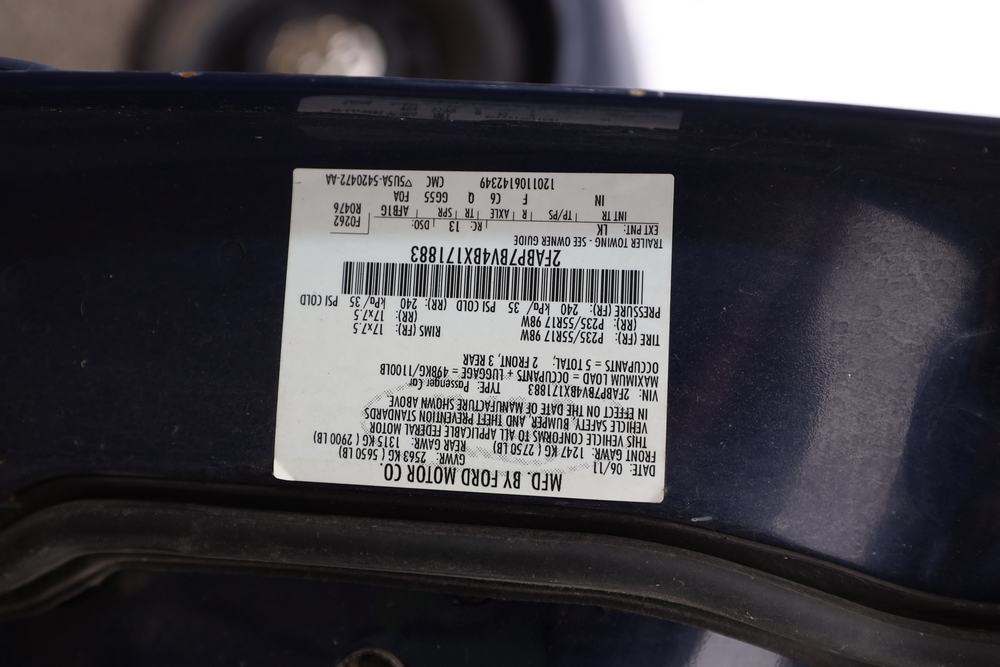 MFD. BY FORD MOTOR CO.
DATE: 06/11 GVWR: 2563 KG ( 5650 LB)
FRONT GAWR: 1247 KG ( 2750 LB) REAR GAWR: 1315 KG ( 2900 LB)
THIS VEHICLE CONFORMS TO ALL APPLICABLE FEDERAL MOTOR
VEHICLE SAFETY, BUMPER, AND THEFT PREVENTION STANDARDS
IN EFFECT ON THE DATE OF MANUFACTURE SHOWN ABOVE
VIN: 2FABP7BV4BX171883 TYPE: Passenger Car
MAXIMUM LOAD = OCCUPANTS + LUGGAGE = 498KG/1100LB
OCCUPANTS = 5 TOTAL, 2 FRONT, 3 REAR
TIRE (FR): P235/55R17 98W RIMS (FR): 17x7.5
(RR): P235/55R17 98W (RR): 17x7.5
PRESSURE (FR): 240 kPa/ 35 PSI COLD (RR): 240 kPa/ 35 PSI COLD
2FABP7BV4BX171883
TRAILER TOWING - SEE OWNER GUIDE
EXT PNT: LK RC: 13 DSO: F0262
INT TR TP/PS R AXLE TR SPR AFB1G R0476
IN F C6 Q GG55 FOA
1201106142349 CMC ▽5U5A-5420472-AA